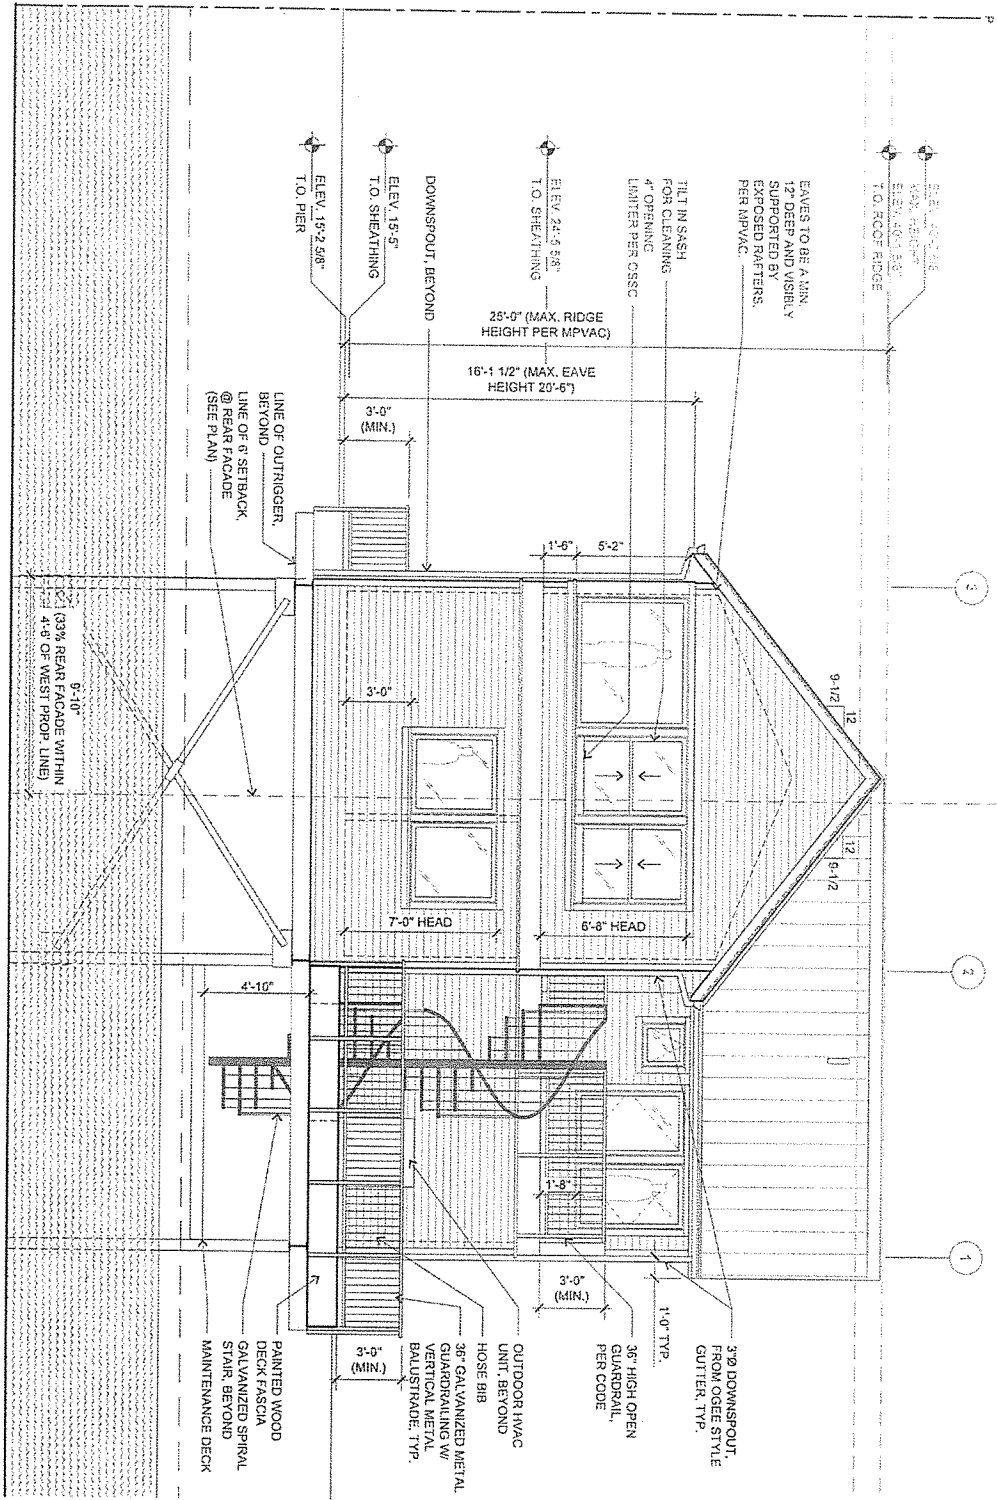 T.O. ROOF RIDGE
EAVES TO BE A MIN.
12" DEEP AND VISIBLY
SUPPORTED BY
EXPOSED RAFTERS,
PER MPVAC.
TILT IN SASH
FOR CLEANING
4" OPENING
LIMITER PER OSSC
ELEV. 24'-5 5/8"
T.O. SHEATHING
DOWNSPOUT, BEYOND
ELEV. 15'-5"
T.O. SHEATHING
ELEV. 15'-2 5/8"
T.O. PIER
25'-0" (MAX. RIDGE
HEIGHT PER MPVAC)
16'-1 1/2" (MAX. EAVE
HEIGHT 20'-6")
3'-0"
(MIN.)
LINE OF OUTRIGGER,
BEYOND
LINE OF 6' SETBACK,
@ REAR FACADE
(SEE PLAN)
3
2
1
12
9-1/2
12
9-1/2
5'-2"
1'-6"
3'-0"
6'-8" HEAD
7'-0" HEAD
9'-10"
(33% REAR FACADE WITHIN
4'-6' OF WEST PROP. LINE)
4'-10"
1'-8"
3"Ø DOWNSPOUT,
FROM OGEE STYLE
GUTTER, TYP.
1'-0" TYP.
3'-0"
(MIN.)
36" HIGH OPEN
GUARDRAIL,
PER CODE
OUTDOOR HVAC
UNIT, BEYOND
HOSE BIB
36" GALVANIZED METAL
GUARDRAILING W/
VERTICAL METAL
BALUSTRADE, TYP.
3'-0"
(MIN.)
PAINTED WOOD
DECK FASCIA
GALVANIZED SPIRAL
STAIR, BEYOND
MAINTENANCE DECK